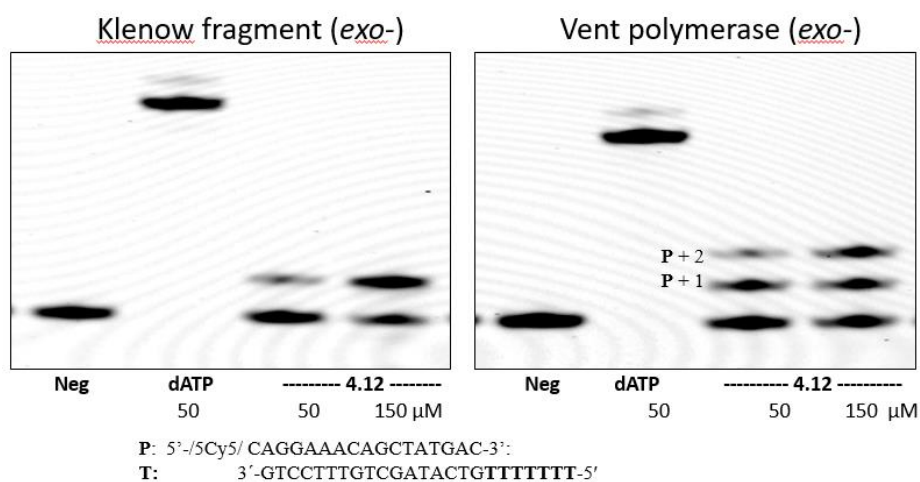 Klenow fragment (exo-)
Vent polymerase (exo-)
P + 2
P + 1
Neg dATP --------- 4.12 --------
50 50 150 µM
Neg dATP ---------- 4.12 ----------
50 50 150 µM
P: 5’-/5Cy5/ CAGGAAACAGCTATGAC-3’:
T: 3´-GTCCTTTGTCGATACTGTTTTTTT-5′